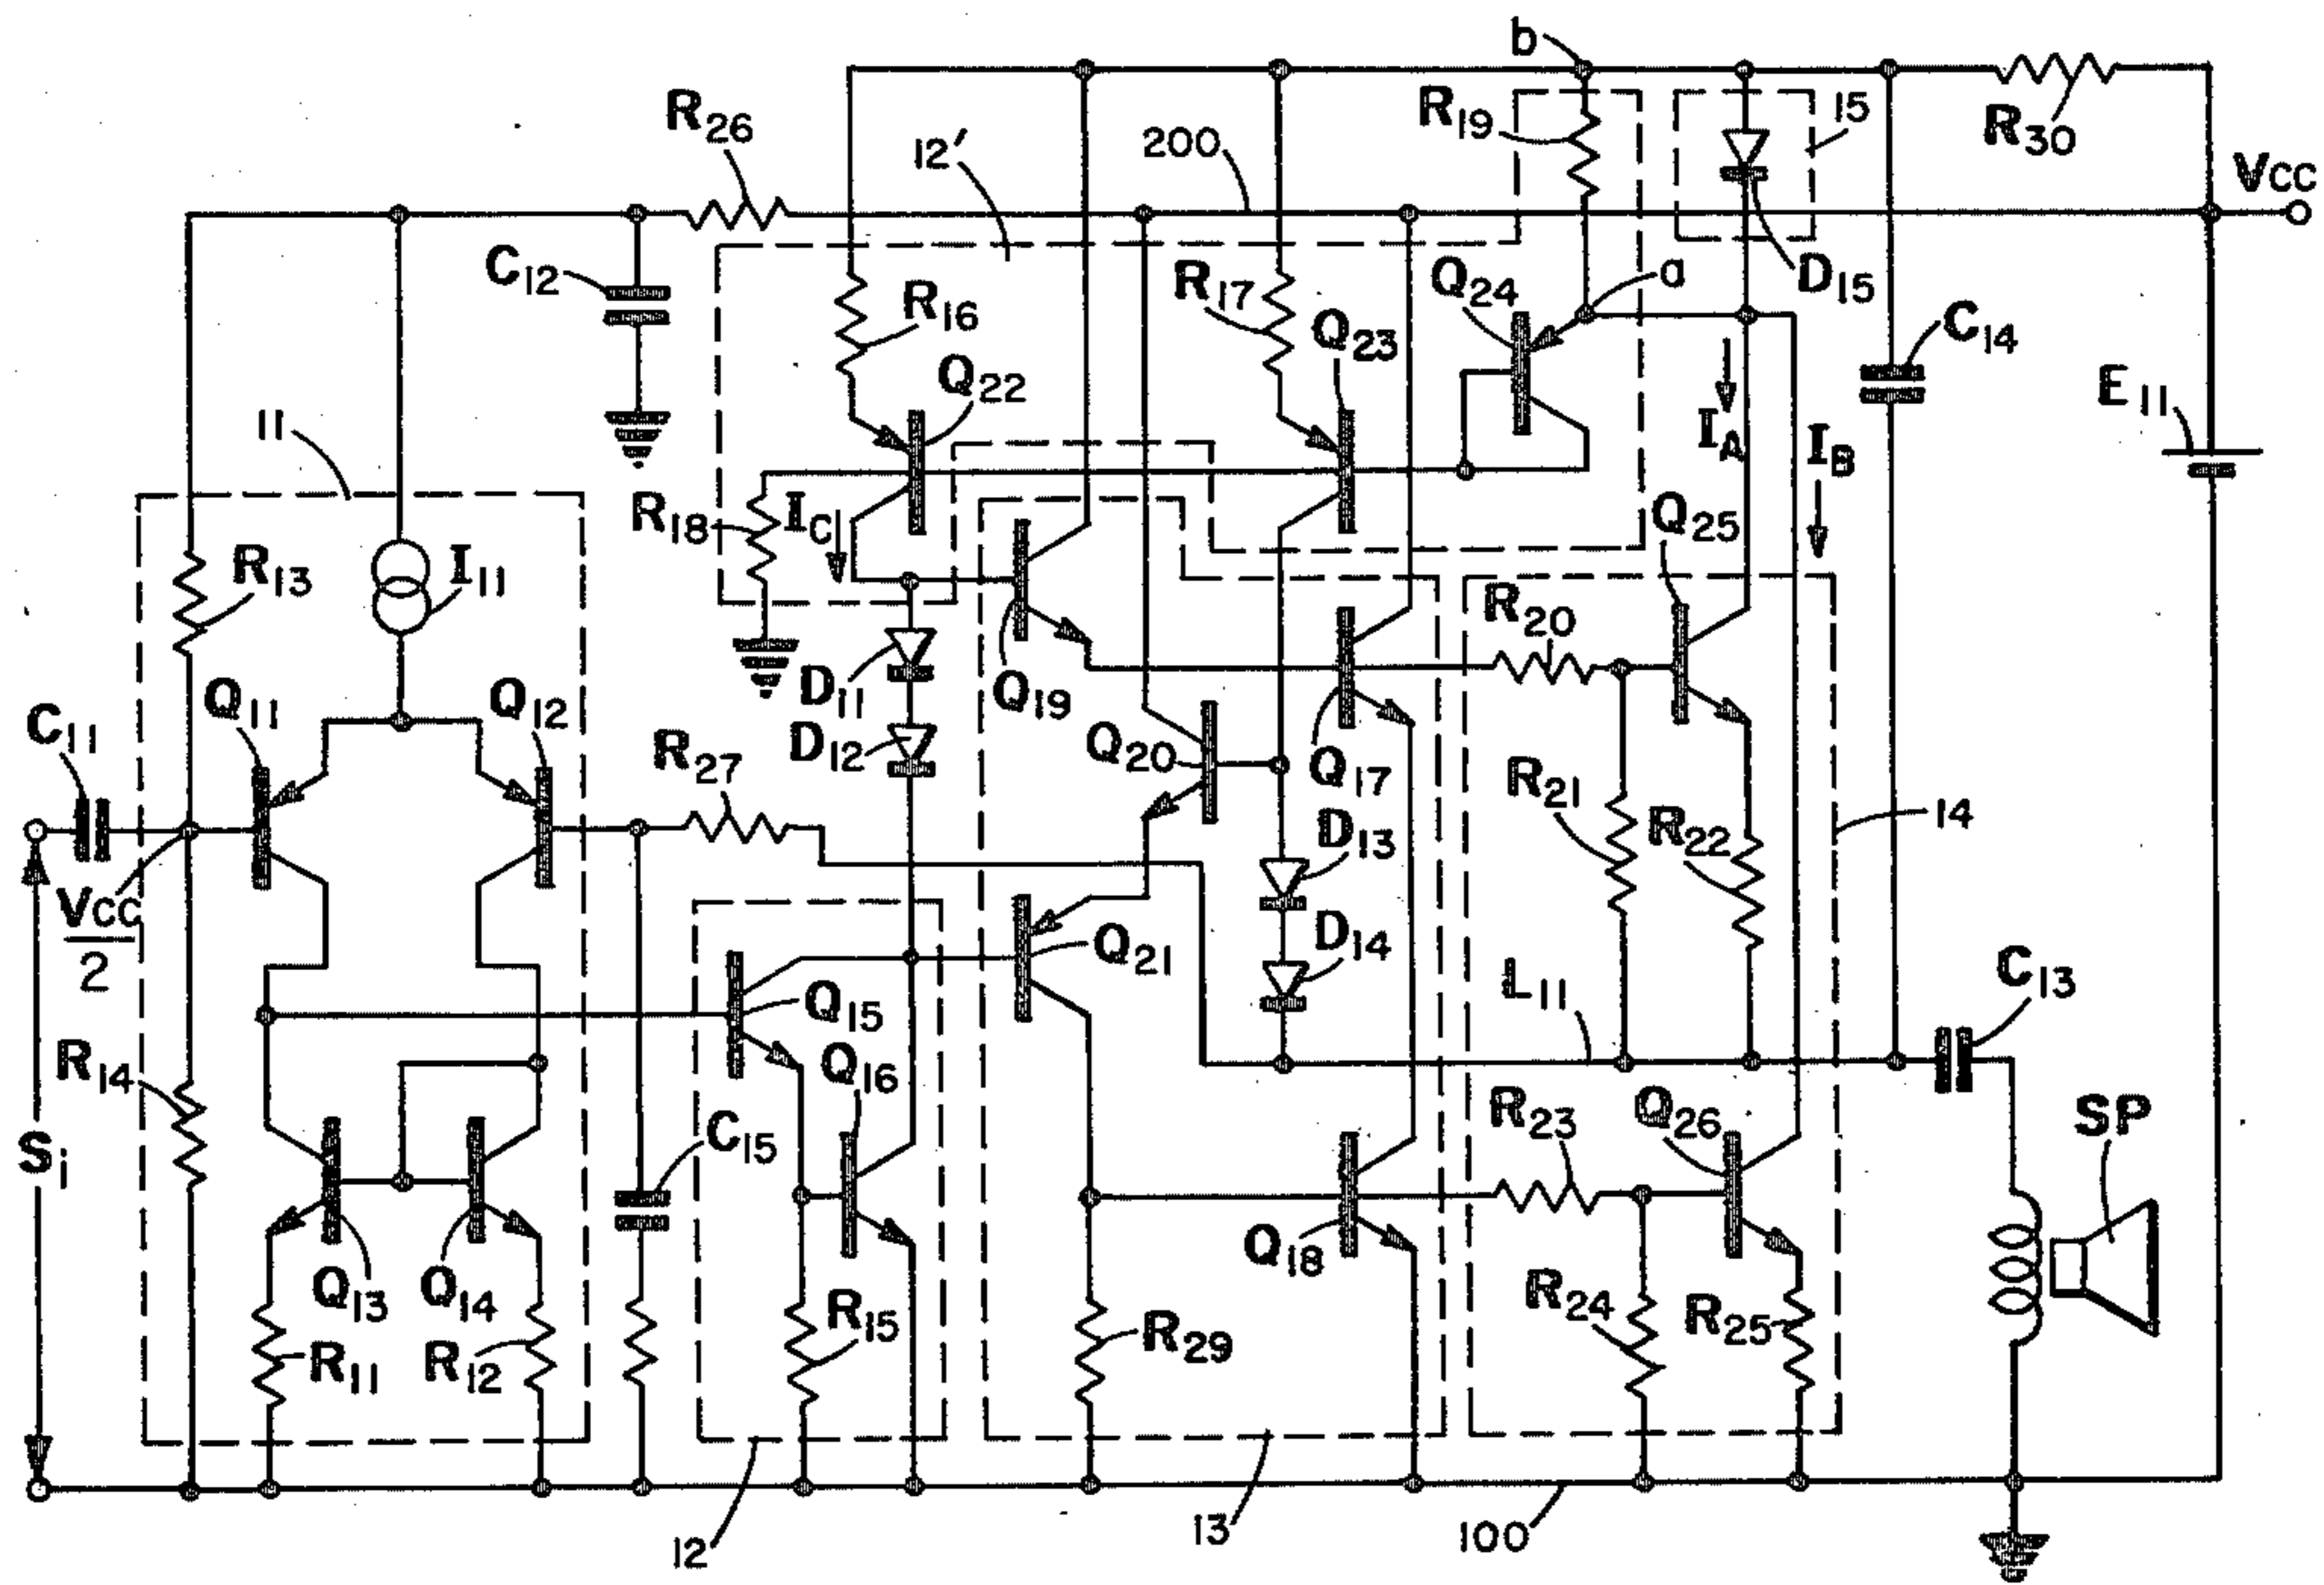 b
R26
12'
200
R19
15
R30
Vcc
C12
R16
R17
Q23
Q24
a
D15
C14
E11
11
Q22
IA
IB
R18
IC
Q25
R13
I11
R20
C11
Q11
Q12
D11
Q19
D12
R27
Q20
Q17
R21
R22
14
D13
Vcc
2
D14
Q21
L11
C13
Q15
R14
Q16
C15
R23
Q26
SP
Si
Q18
Q13
Q14
R15
R29
R24
R25
R11
R12
12
13
100